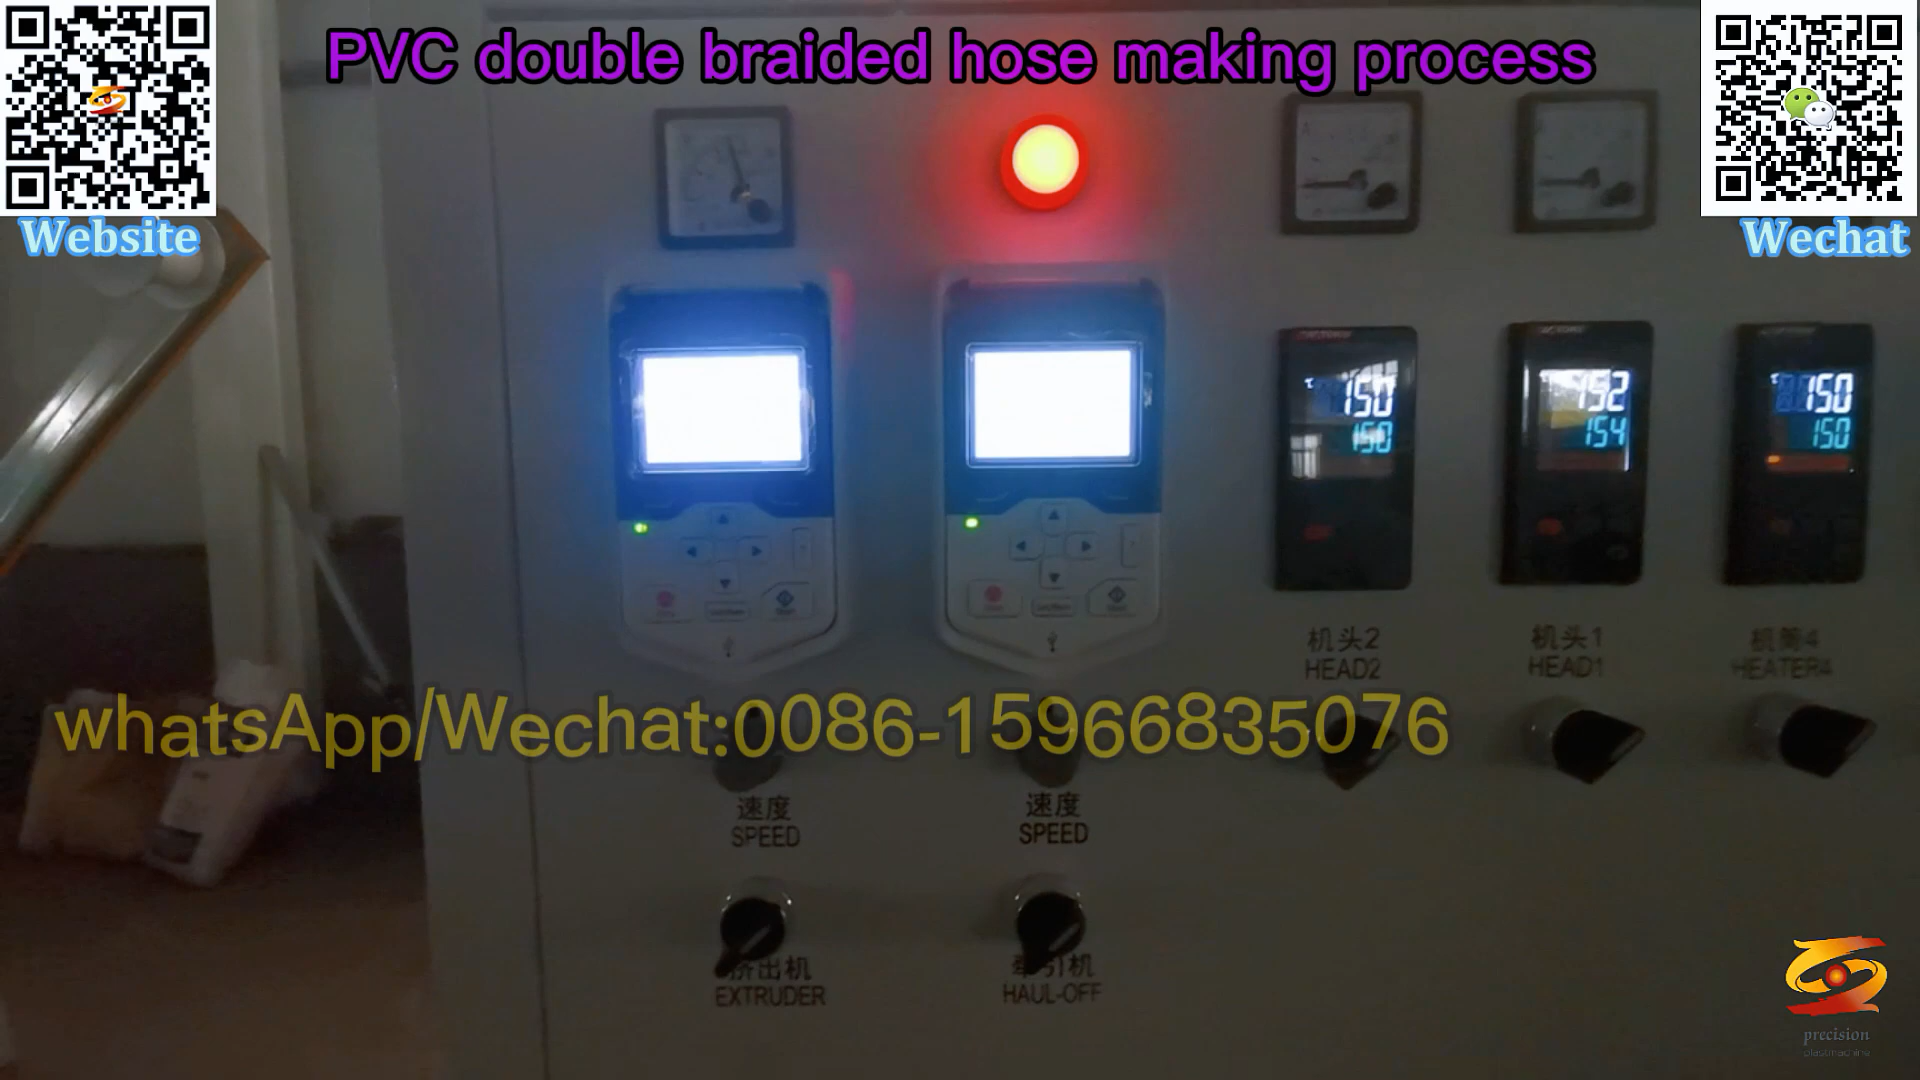 PVC double braided hose making process
Website
Wechat
150
150
152
154
150
150
机头2
HEAD2
机头1
HEAD1
机筒4
HEATER4
whatsApp/Wechat:0086-15966835076
速度
SPEED
速度
SPEED
挤出机
EXTRUDER
牵引机
HAUL-OFF
precision
plastmachine